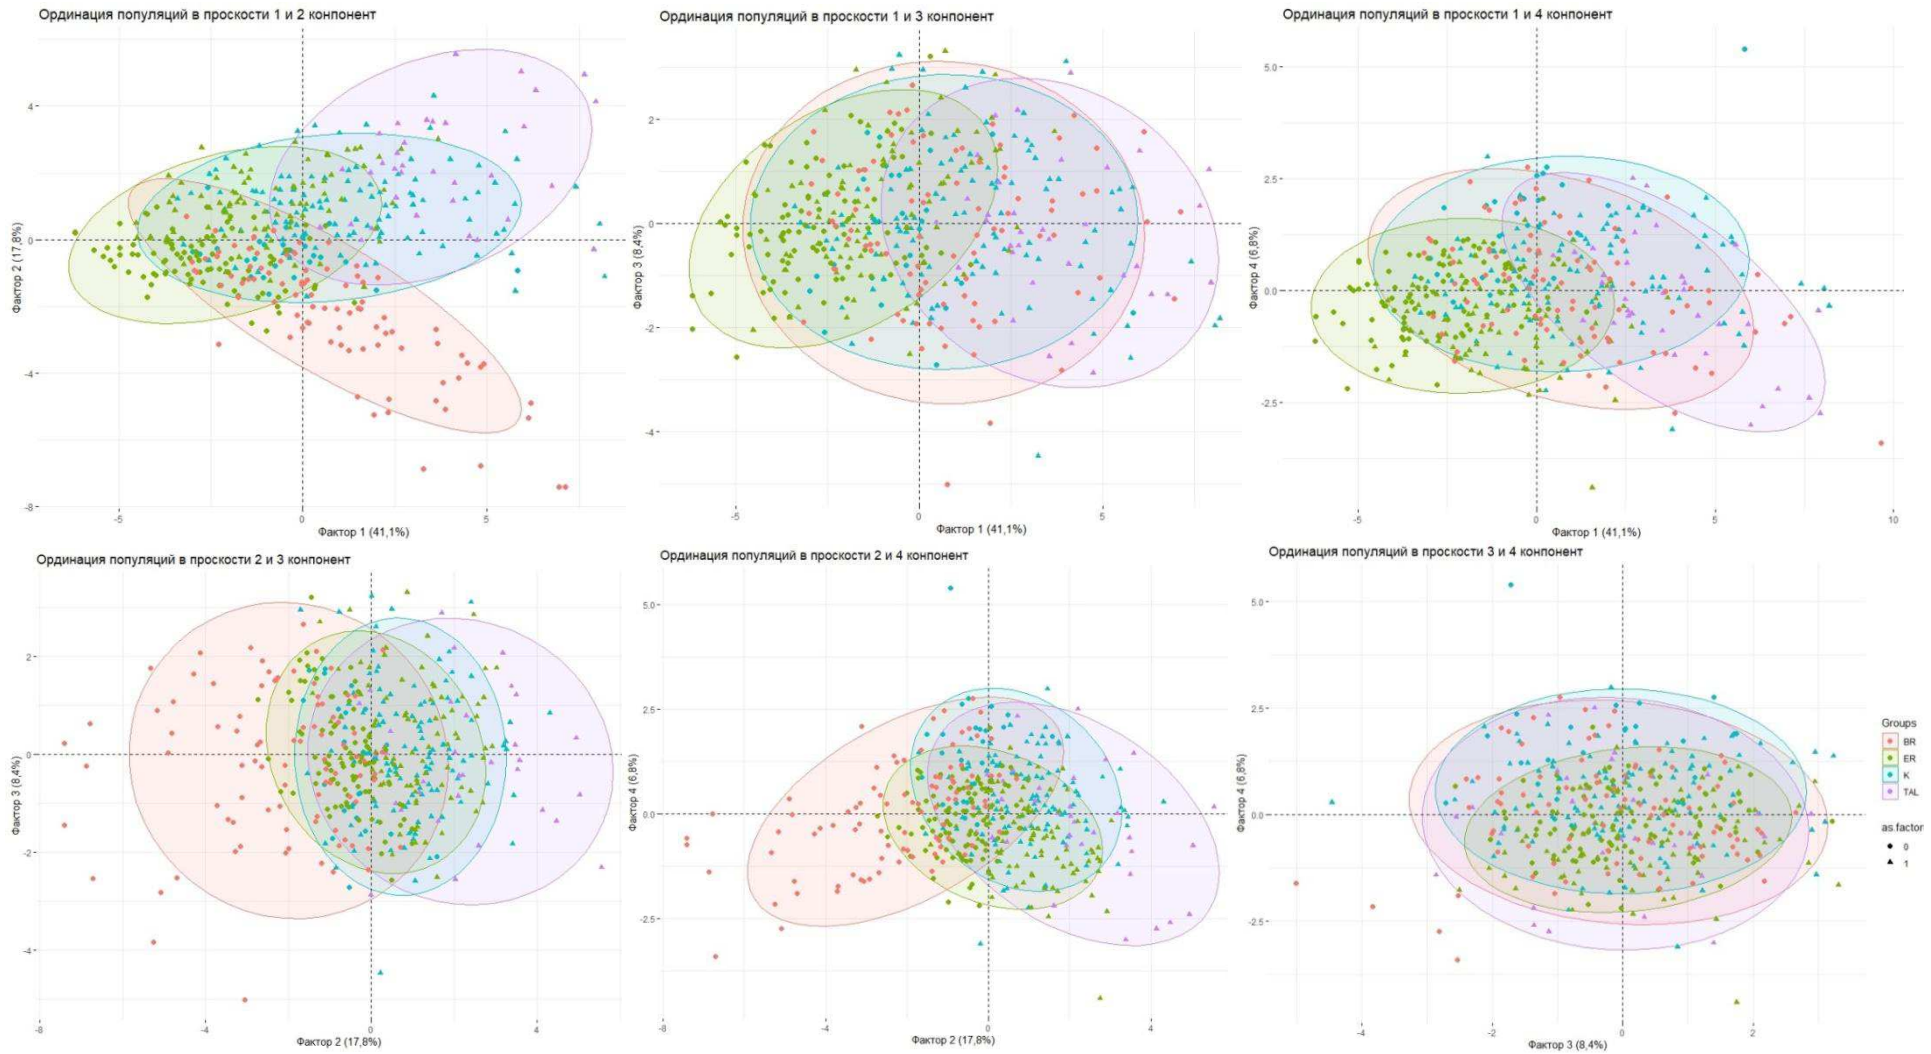 Ординация популяций в проскости 1 и 2 конпонент
4
0
-4
-8
-5
0
5
Фактор 2 (17,8%)
Фактор 1 (41,1%)
Ординация популяций в проскости 1 и 3 конпонент
2
0
-2
-4
-5
0
5
Фактор 3 (8,4%)
Фактор 1 (41,1%)
Ординация популяций в проскости 1 и 4 конпонент
5.0
2.5
0.0
-2.5
-5
0
5
10
Фактор 4 (6,8%)
Фактор 1 (41,1%)
Ординация популяций в проскости 2 и 3 конпонент
2
0
-2
-4
-8
-4
0
4
Фактор 3 (8,4%)
Фактор 2 (17,8%)
Ординация популяций в проскости 2 и 4 конпонент
5.0
2.5
0.0
-2.5
-8
-4
0
4
Фактор 4 (6,8%)
Фактор 2 (17,8%)
Ординация популяций в проскости 3 и 4 конпонент
5.0
2.5
0.0
-2.5
-4
-2
0
2
Фактор 4 (6,8%)
Фактор 3 (8,4%)
Groups
BR
ER
K
TAL
as factor
0
1